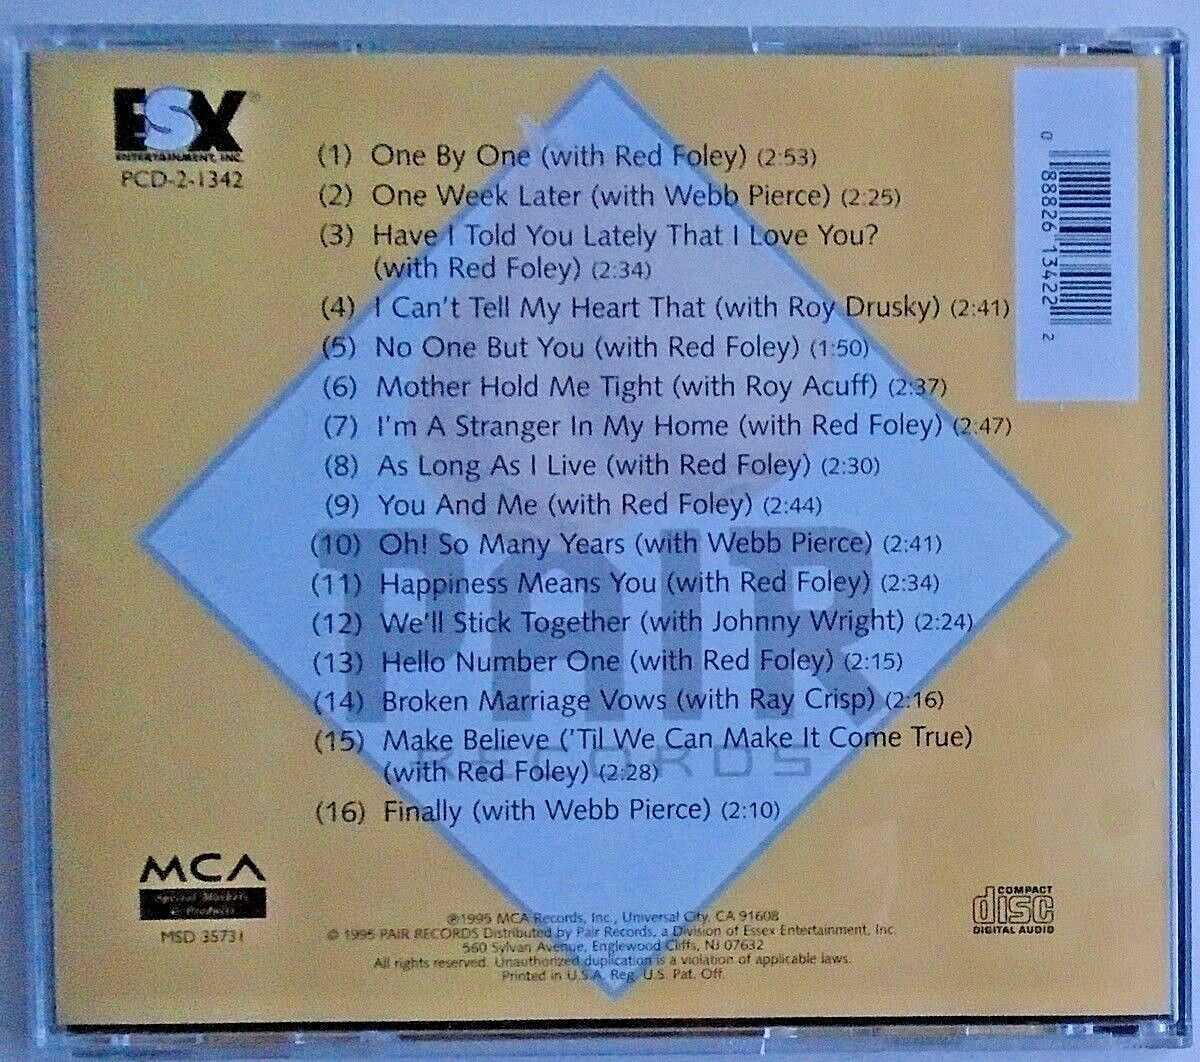 ESX
ENTERTAINMENT, INC.
PCD-2-1342
(1) One By One (with Red Foley) (2:53)
(2) One Week Later (with Webb Pierce) (2:25)
(3) Have I Told You Lately That I Love You?
(with Red Foley) (2:34)
(4) I Can't Tell My Heart That (with Roy Drusky) (2:41)
(5) No One But You (with Red Foley) (1:50)
(6) Mother Hold Me Tight (with Roy Acuff) (2:37)
(7) I'm A Stranger In My Home (with Red Foley) (2:47)
(8) As Long As I Live (with Red Foley) (2:30)
(9) You And Me (with Red Foley) (2:44)
(10) Oh! So Many Years (with Webb Pierce) (2:41)
(11) Happiness Means You (with Red Foley) (2:34)
(12) We'll Stick Together (with Johnny Wright) (2:24)
(13) Hello Number One (with Red Foley) (2:15)
(14) Broken Marriage Vows (with Ray Crisp) (2:16)
(15) Make Believe ('Til We Can Make It Come True)
(with Red Foley) (2:28)
(16) Finally (with Webb Pierce) (2:10)
PAIR
RECORDS
0 88826 13422 2
MCA
Special Markets
& Products
MSD 35731
COMPACT
disc
DIGITAL AUDIO
℗1995 MCA Records, Inc., Universal City, CA 91608
© 1995 PAIR RECORDS Distributed by Pair Records, a Division of Essex Entertainment, Inc.
560 Sylvan Avenue, Englewood Cliffs, NJ 07632
All rights reserved. Unauthorized duplication is a violation of applicable laws.
Printed in U.S.A. Reg. U.S. Pat. Off.